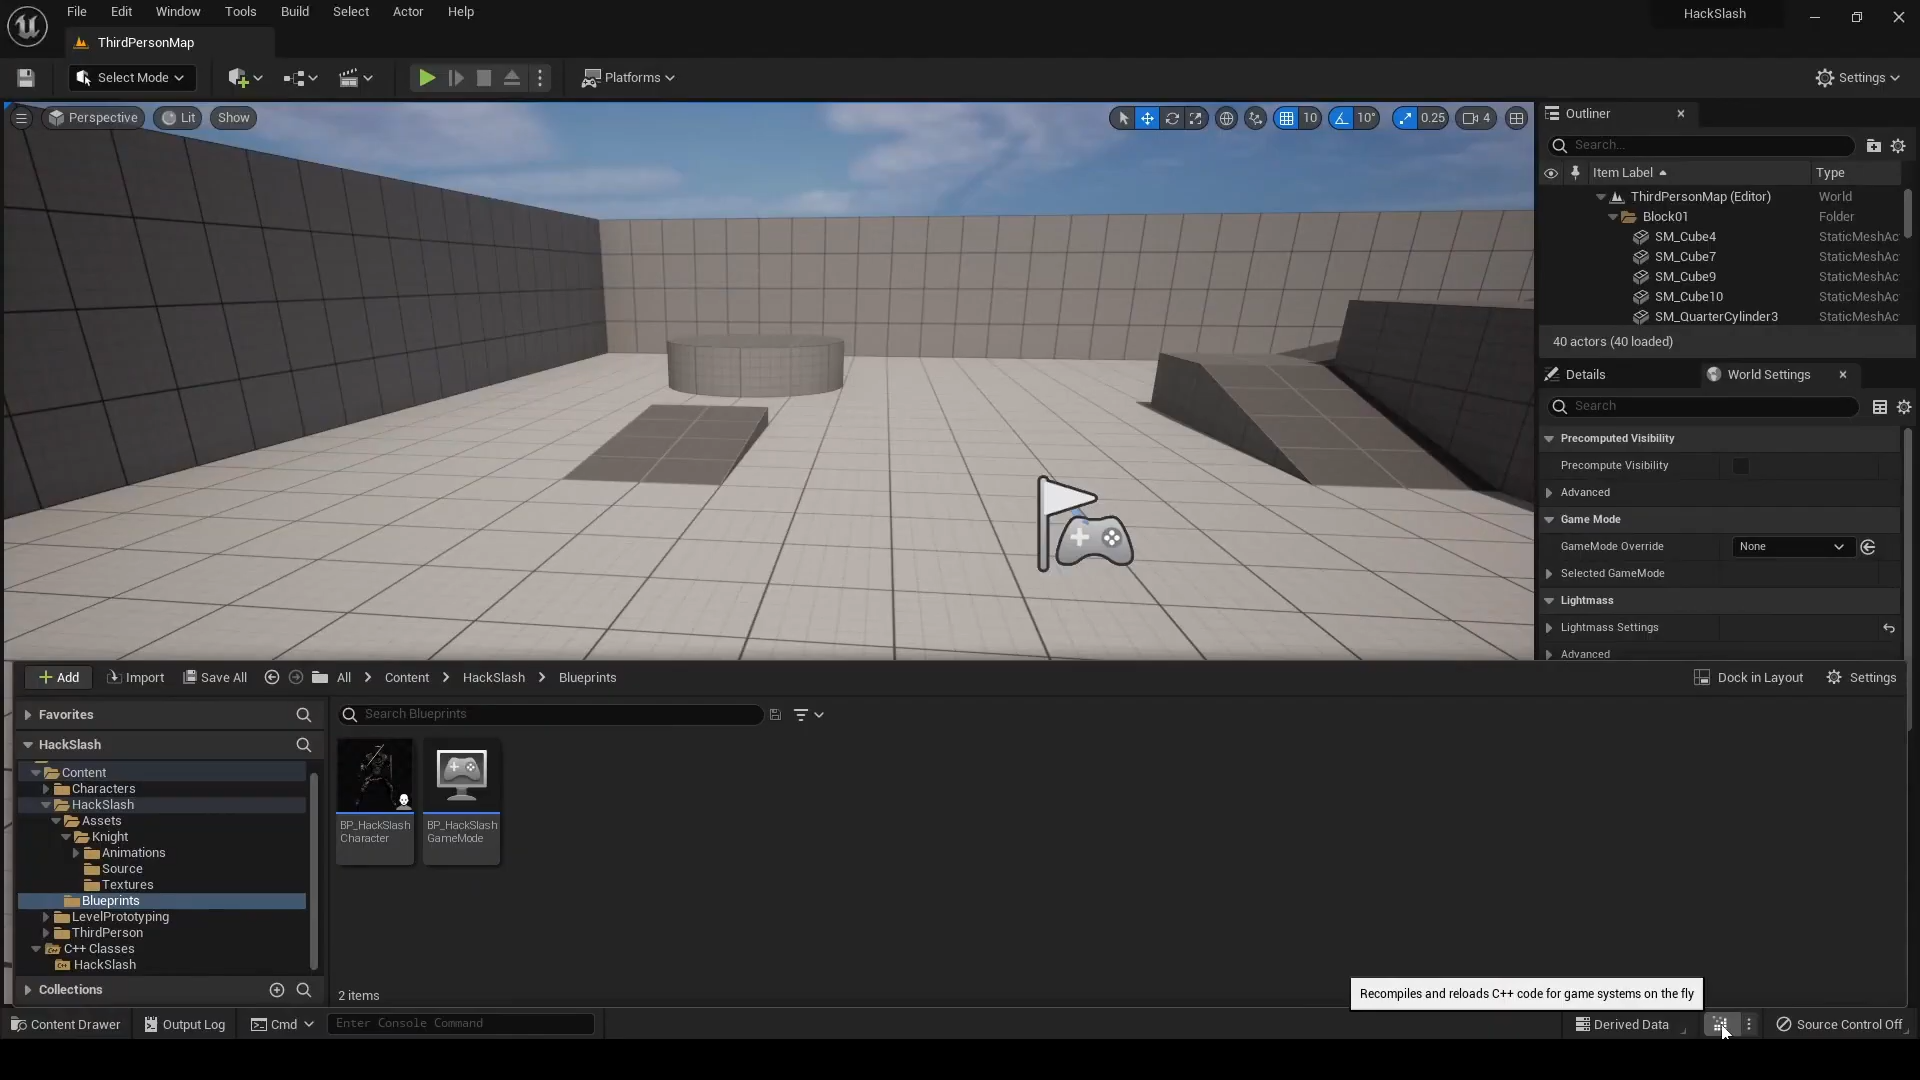 File Edit Window Tools Build Select Actor Help
HackSlash
ThirdPersonMap
Select Mode
Platforms
Settings
Perspective
Lit
Show
10
10°
0.25
4
Outliner
Search...
Item Label
Type
ThirdPersonMap (Editor) World
Block01 Folder
SM_Cube4 StaticMeshAc
SM_Cube7 StaticMeshAc
SM_Cube9 StaticMeshAc
SM_Cube10 StaticMeshAc
SM_QuarterCylinder3 StaticMeshAc
40 actors (40 loaded)
Details
World Settings
Search
Precomputed Visibility
Precompute Visibility
Advanced
Game Mode
GameMode Override None
Selected GameMode
Lightmass
Lightmass Settings
Advanced
Add
Import
Save All
All
Content
HackSlash
Blueprints
Dock in Layout
Settings
Favorites
Search Blueprints
HackSlash
Content
Characters
HackSlash
Assets
Knight
Animations
Source
Textures
Blueprints
LevelPrototyping
ThirdPerson
C++ Classes
HackSlash
Collections
BP_HackSlash
Character
BP_HackSlash
GameMode
2 items
Recompiles and reloads C++ code for game systems on the fly
Content Drawer
Output Log
Cmd
Enter Console Command
Derived Data
Source Control Off